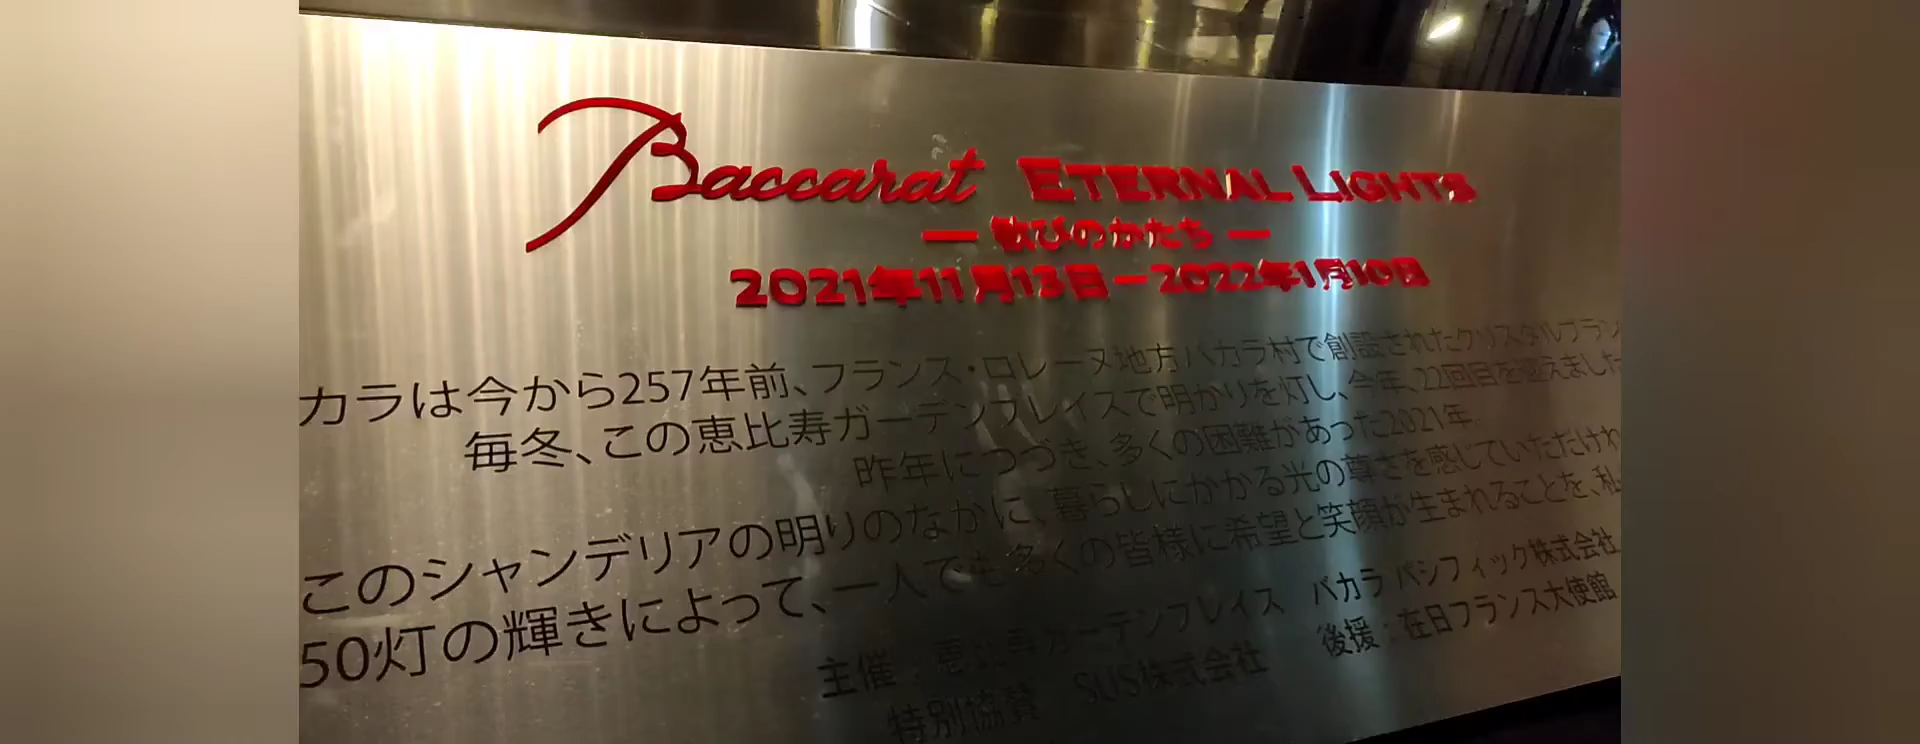 Baccarat ETERNAL LIGHTS
— 歓びのかたち —
2021年11月13日－2022年1月10日
カラは今から257年前、フランス・ロレーヌ地方バカラ村で創設されたクリスタルブラン
毎冬、この恵比寿ガーデンプレイスで明かりを灯し、今年、22回目を迎えました
昨年につづき、多くの困難があった2021年。
このシャンデリアの明りのなかに、暮らしにかかる光の尊さを感じていただけれ
250灯の輝きによって、一人でも多くの皆様に希望と笑顔が生まれることを、私
主催：恵比寿ガーデンプレイス　バカラ パシフィック株式会社
特別協賛　SUS株式会社　後援：在日フランス大使館